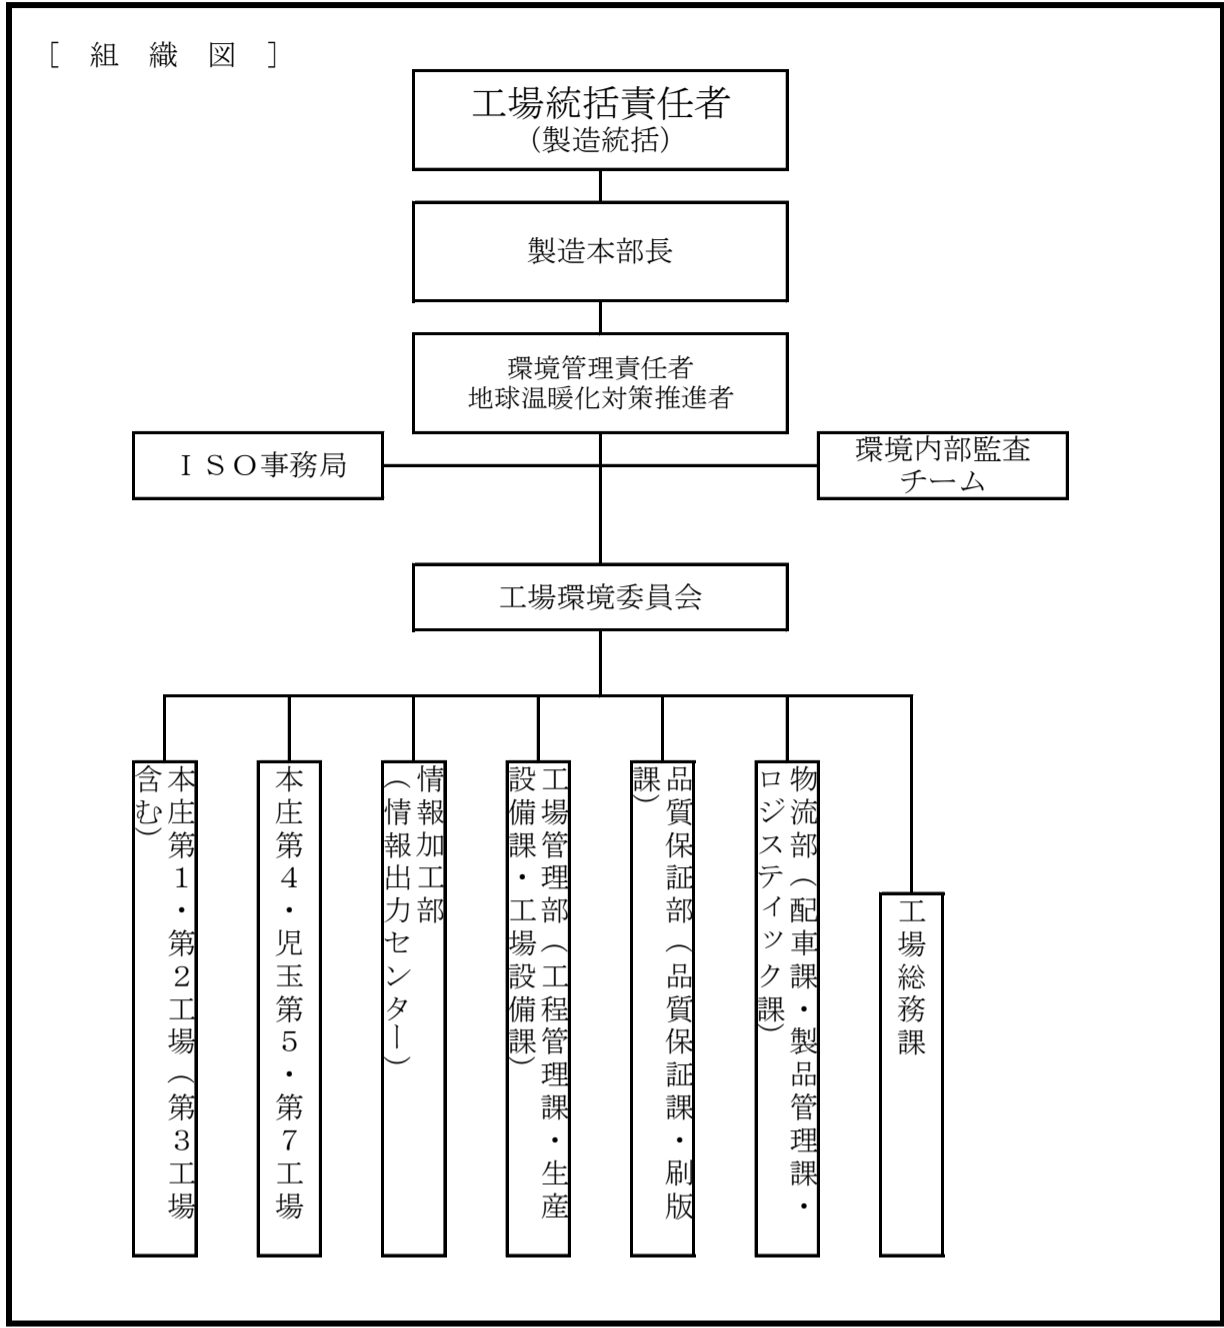 ［ 組 織 図 ］
工場統括責任者
（製造統括）
製造本部長
環境管理責任者
地球温暖化対策推進者
ＩＳＯ事務局
環境内部監査
チーム
工場環境委員会
本庄第１・第２工場（第３工場
含む）
本庄第４・児玉第５・第７工場
情報加工部
（情報出力センター）
工場管理部（工程管理課・生産
設備課・工場設備課）
品質保証部（品質保証課・刷版
課）
物流部（配車課・製品管理課・
ロジスティック課）
工場総務課